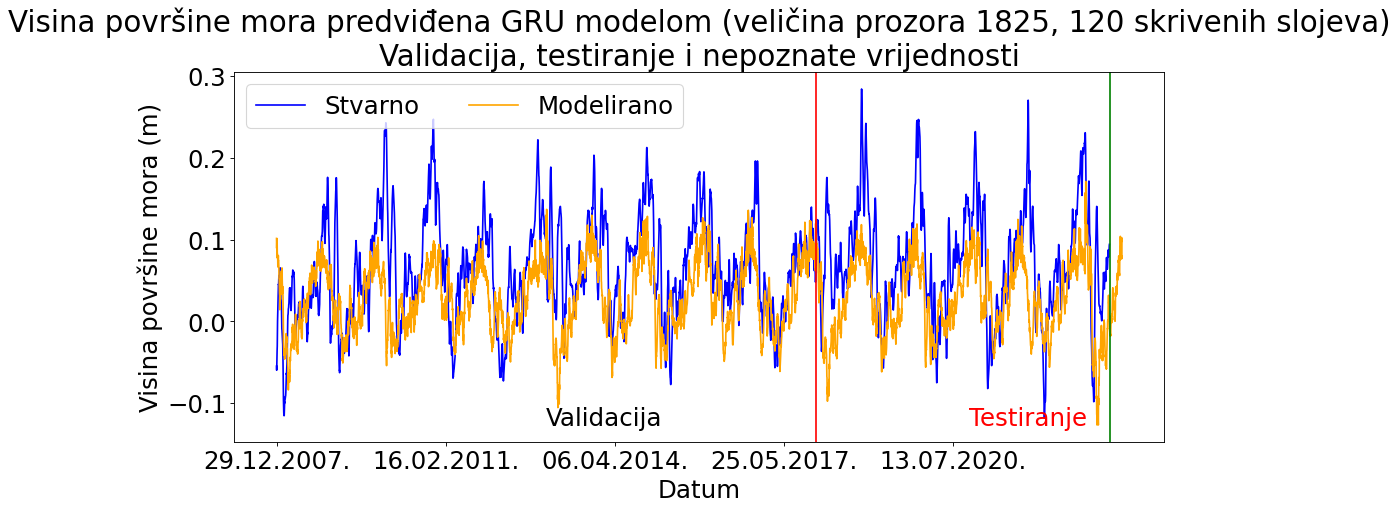 Visina površine mora predviđena GRU modelom (veličina prozora 1825, 120 skrivenih slojeva)
Validacija, testiranje i nepoznate vrijednosti
Stvarno
Modelirano
Visina površine mora (m)
0.3
0.2
0.1
0.0
−0.1
Validacija
Testiranje
29.12.2007.
16.02.2011.
06.04.2014.
25.05.2017.
13.07.2020.
Datum